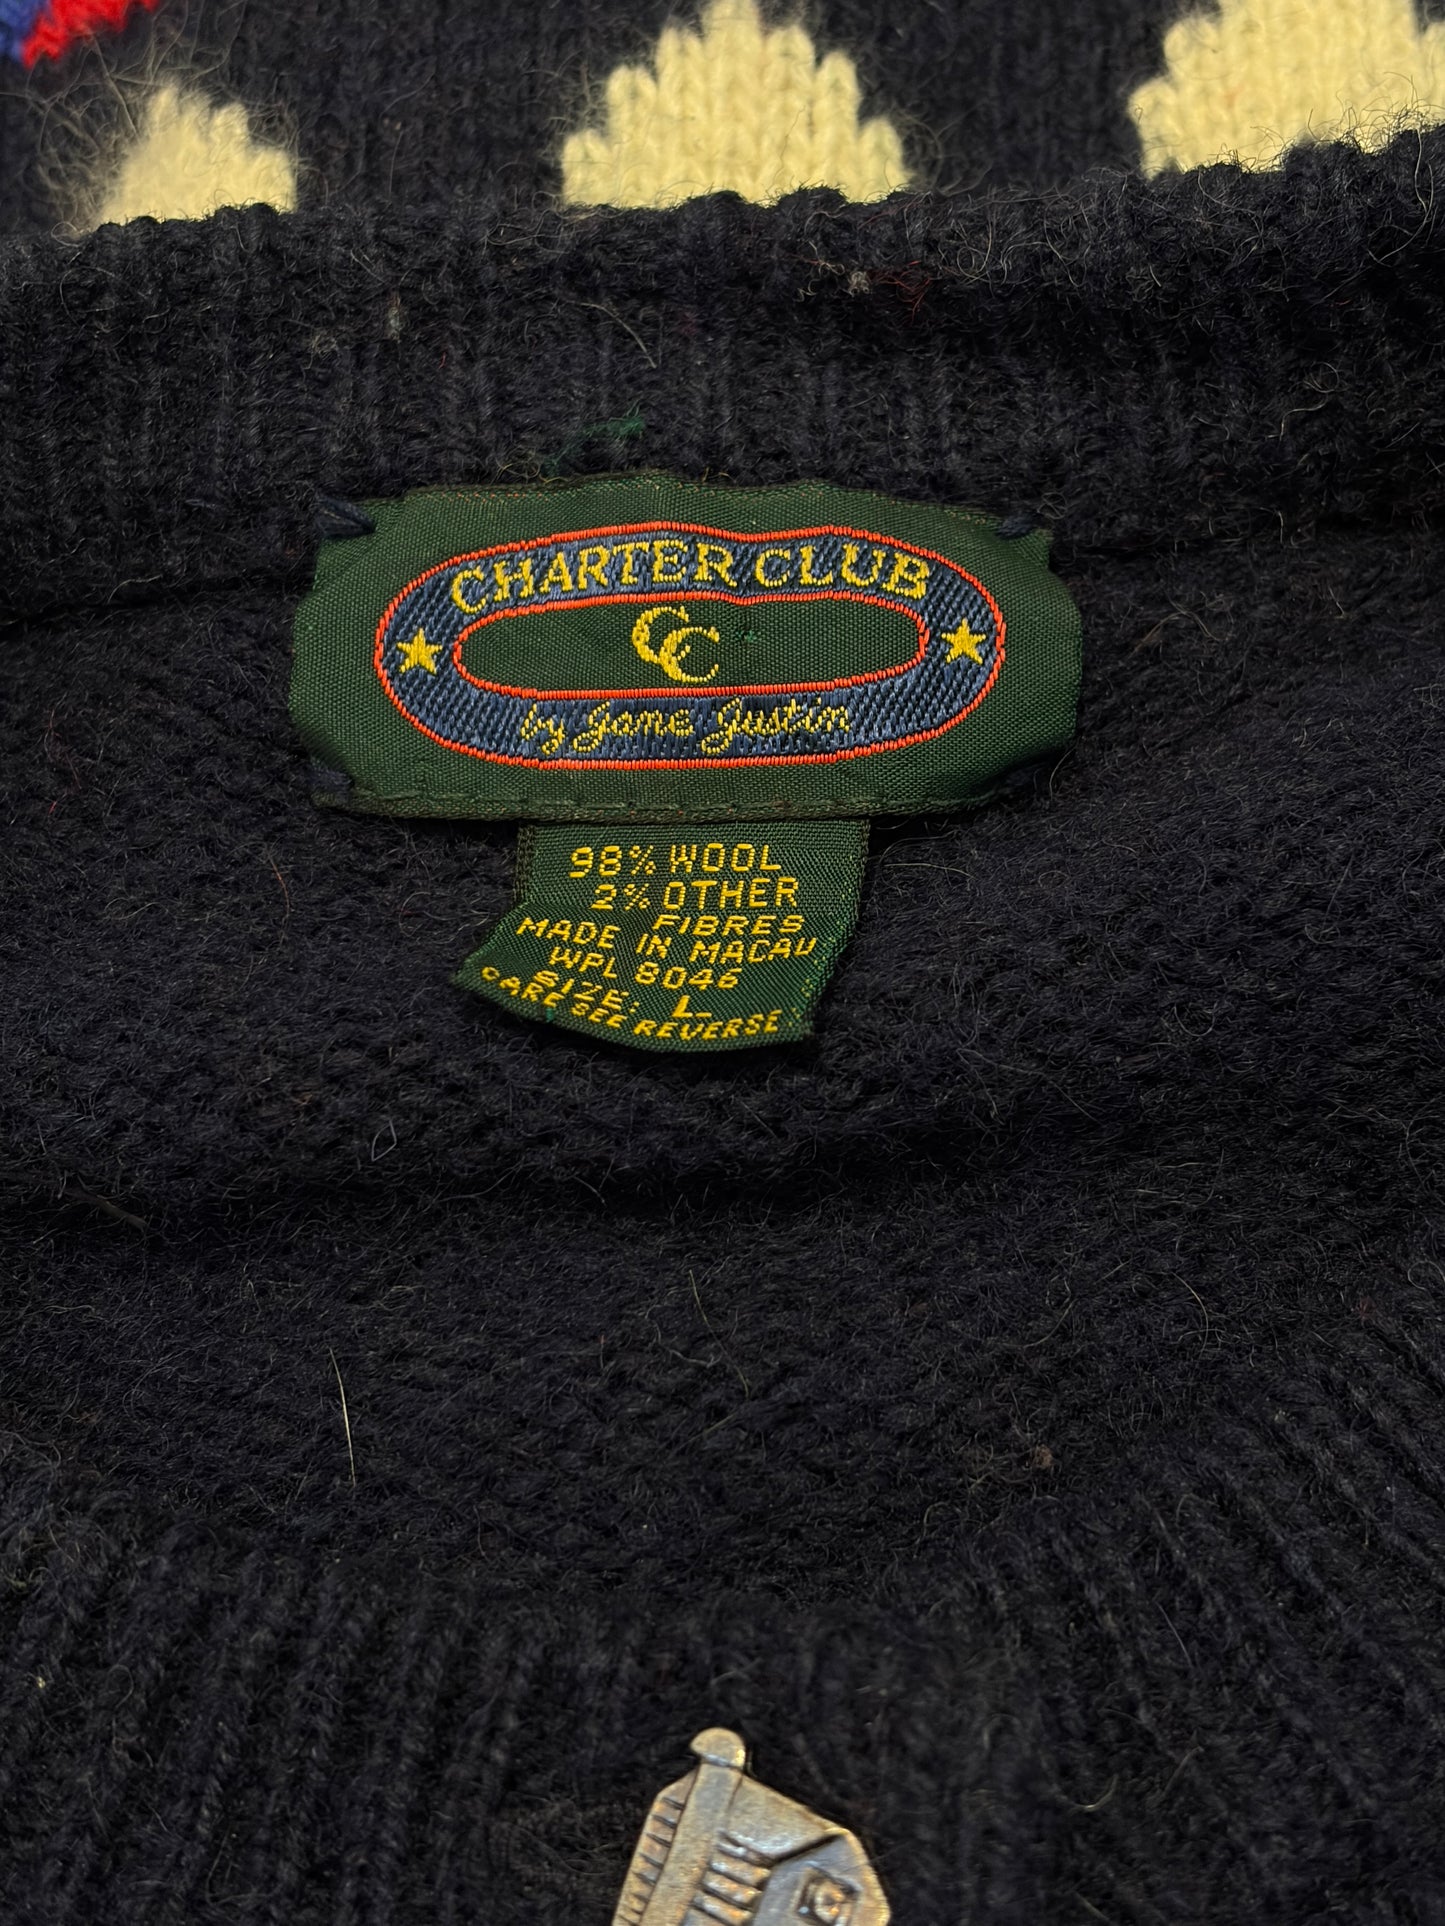 CHARTER CLUB
CC
by Jane Justin
98% WOOL
2% OTHER
FIBRES
MADE IN MACAU
WPL 8046
SIZE: L
CARE SEE REVERSE